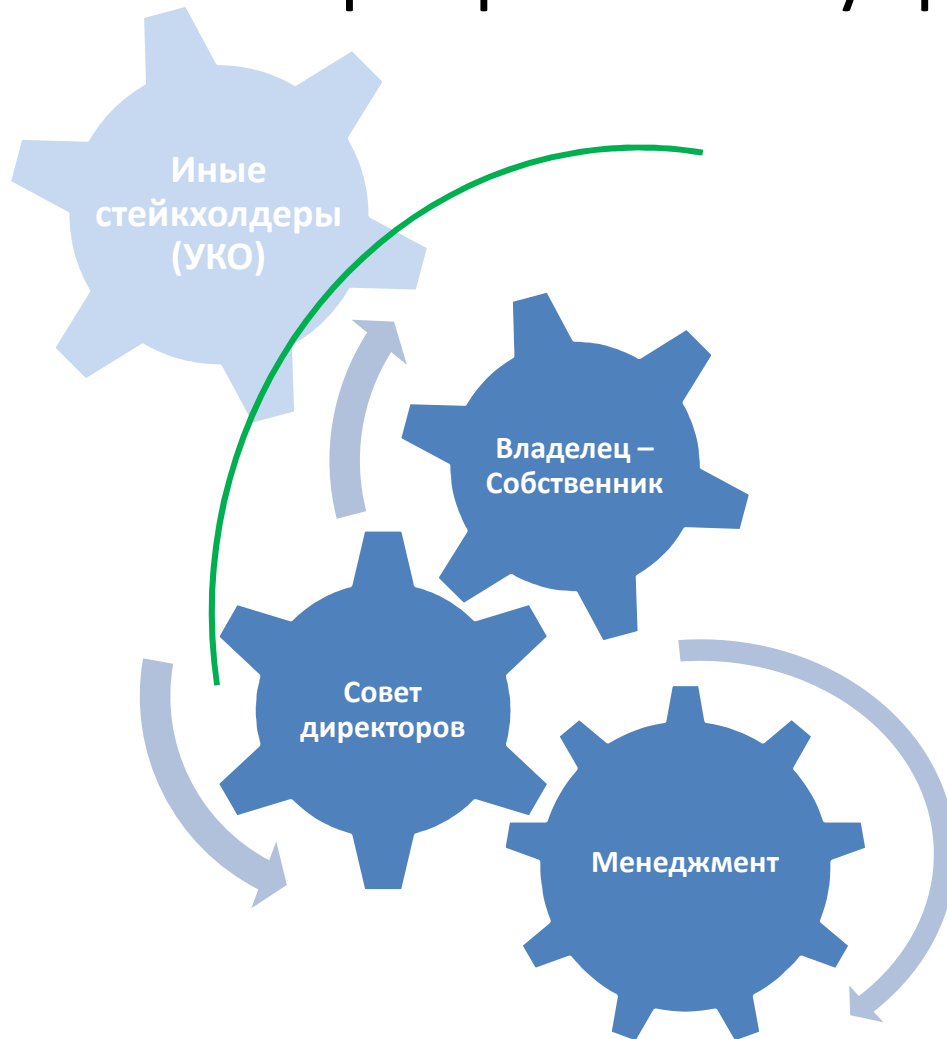 Иные
стейкхолдеры
(УКО)
Владелец –
Собственник
Совет
директоров
Менеджмент